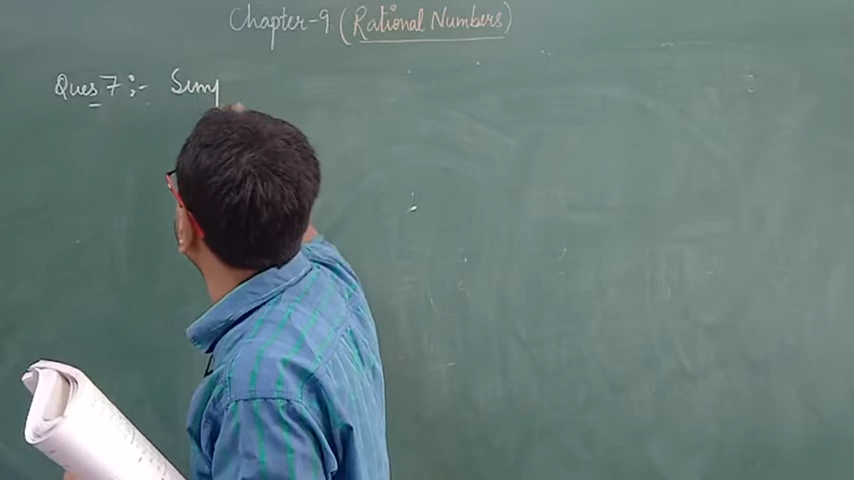 Chapter-9 (Rational Numbers)
Ques 7 :- Simp